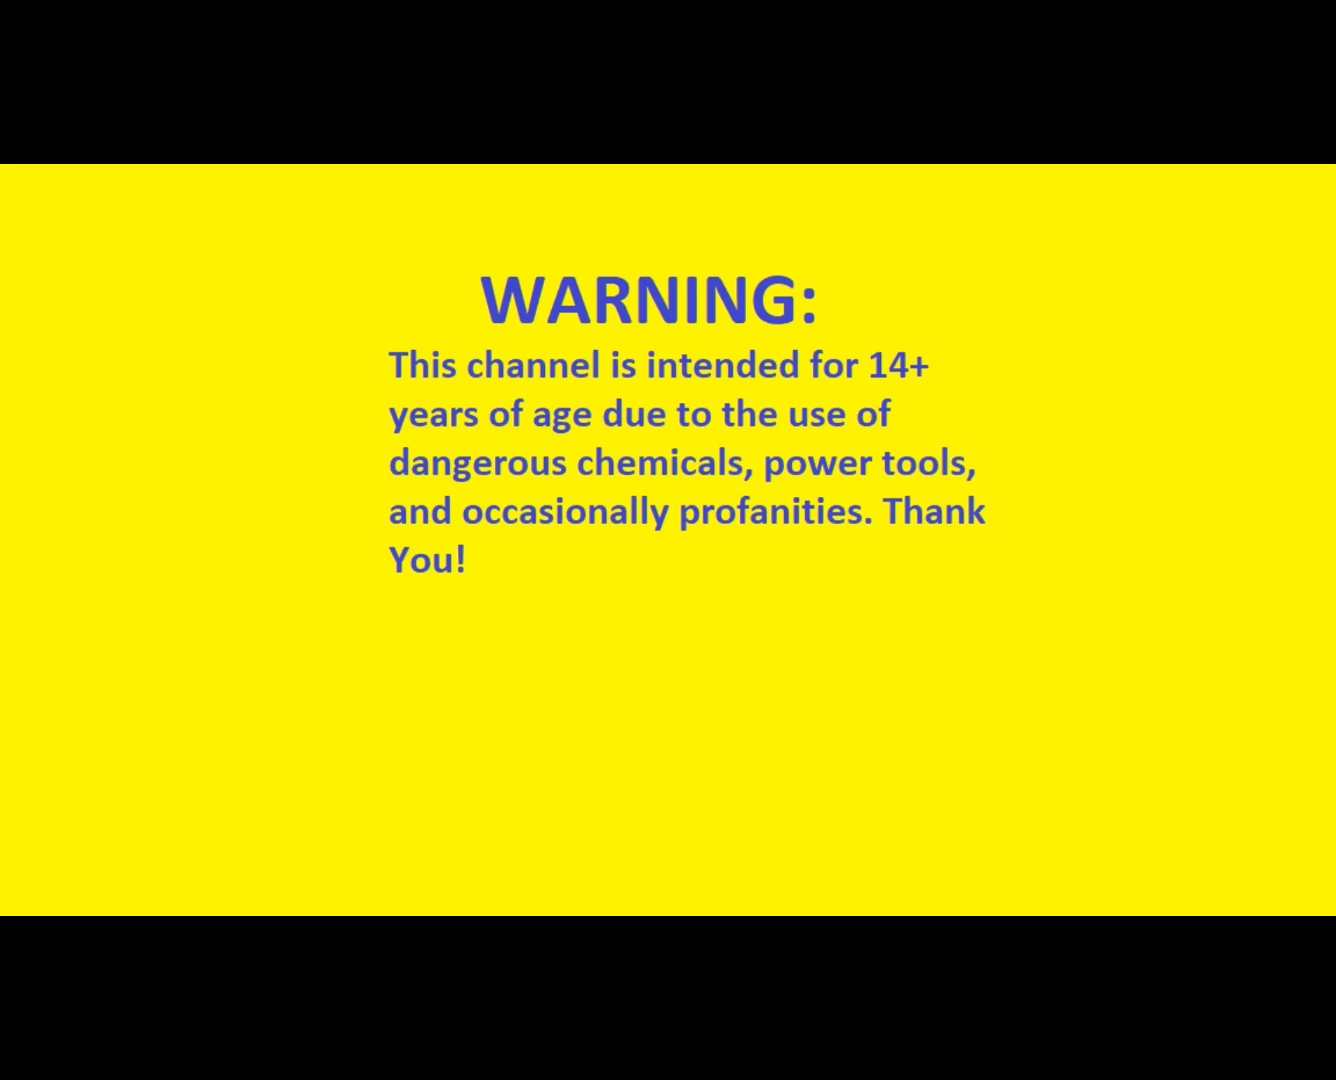 WARNING:
This channel is intended for 14+
years of age due to the use of
dangerous chemicals, power tools,
and occasionally profanities. Thank
You!